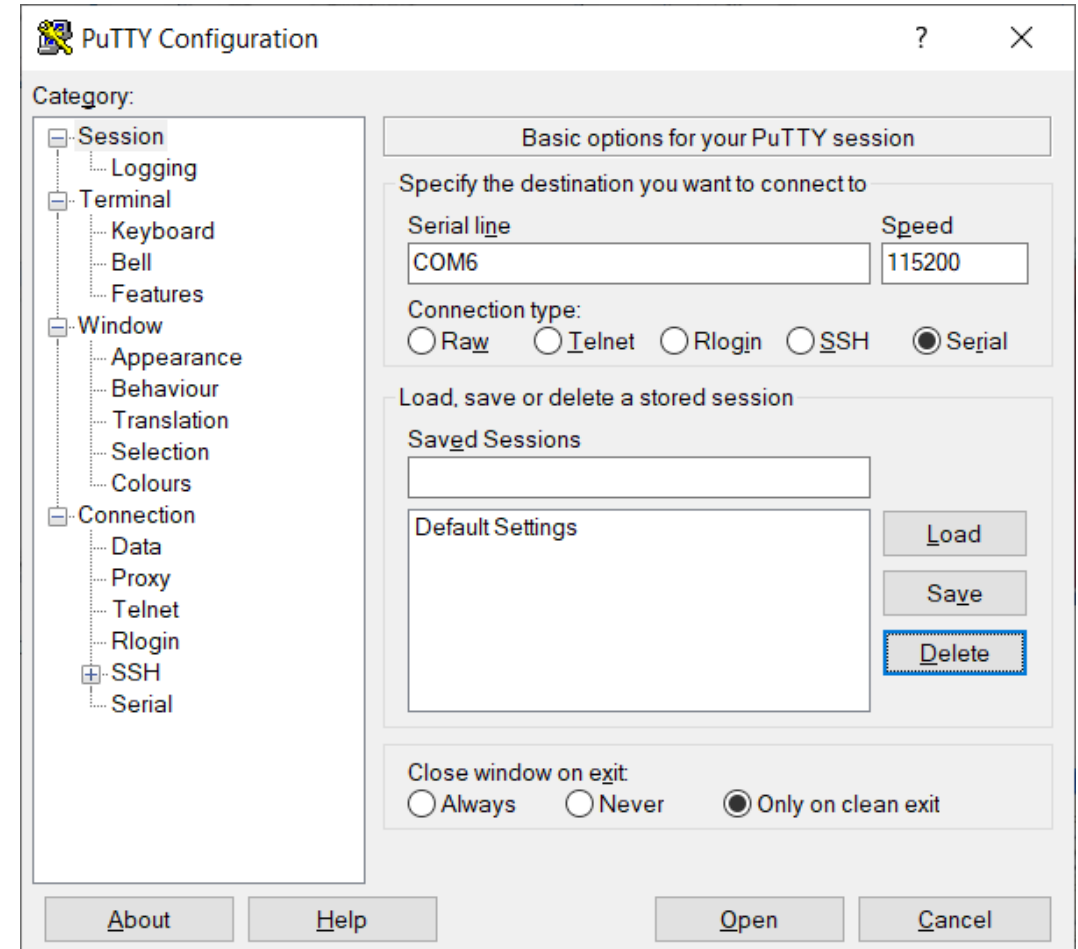 PuTTY Configuration
?
Category:
Session
Logging
Terminal
Keyboard
Bell
Features
Window
Appearance
Behaviour
Translation
Selection
Colours
Connection
Data
Proxy
Telnet
Rlogin
SSH
Serial
Basic options for your PuTTY session
Specify the destination you want to connect to
Serial line Speed
COM6 115200
Connection type:
Raw Telnet Rlogin SSH Serial
Load, save or delete a stored session
Saved Sessions
Default Settings
Load
Save
Delete
Close window on exit:
Always Never Only on clean exit
About Help Open Cancel